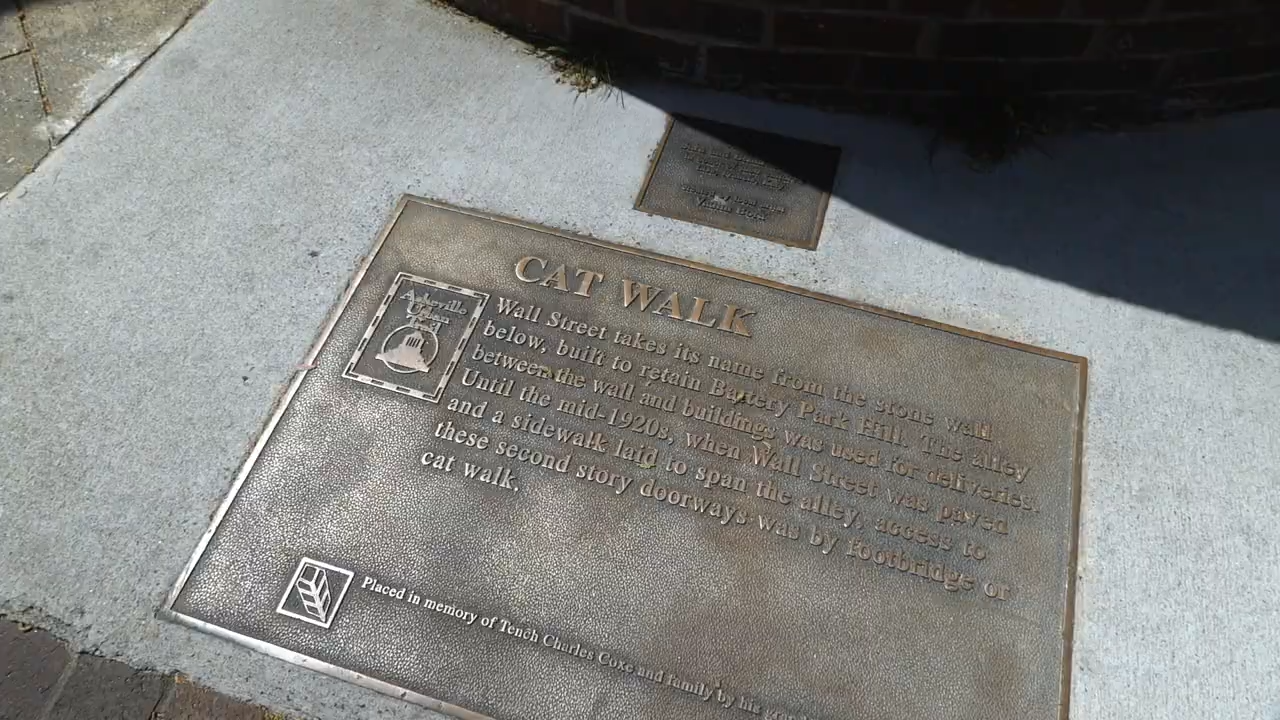 Vadim Bora
CAT WALK
Asheville
Urban
Trail
Wall Street takes its name from the stone wall
below, built to retain Battery Park Hill. The alley
between the wall and buildings was used for deliveries.
Until the mid-1920s, when Wall Street was paved
and a sidewalk laid to span the alley, access to
these second story doorways was by footbridge or
cat walk.
Placed in memory of Tench Charles Coxe and family by his